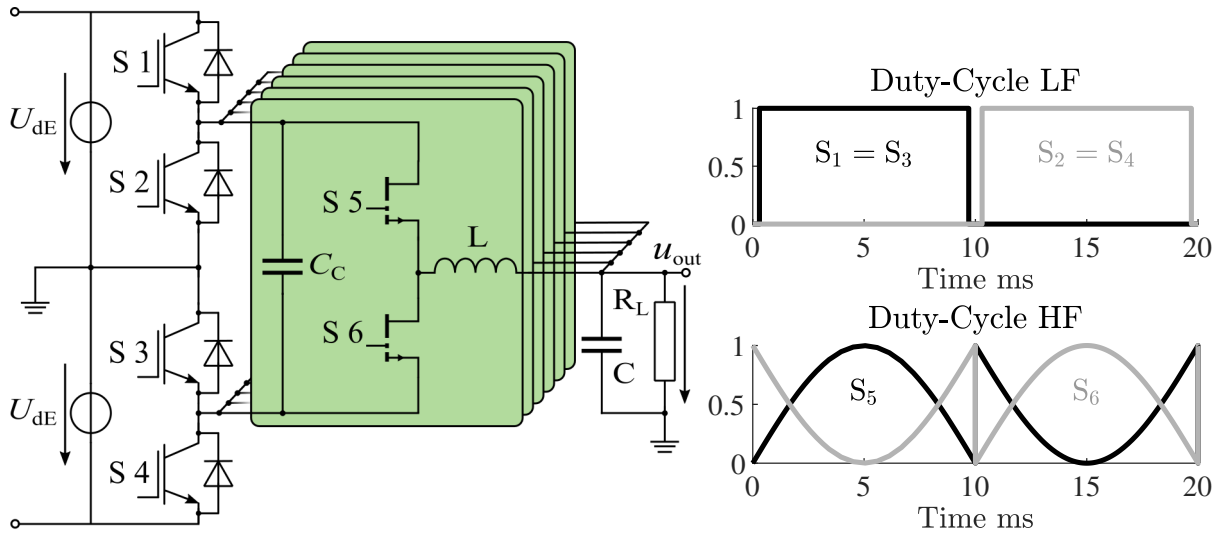 S 1
U_dE
S 2
S 5
L
C_C
u_out
R_L
S 6
C
S 3
U_dE
S 4
Duty-Cycle LF
1
S₁ = S₃
S₂ = S₄
0.5
0
0 5 10 15 20
Time ms
Duty-Cycle HF
1
S₅
S₆
0.5
0
0 5 10 15 20
Time ms